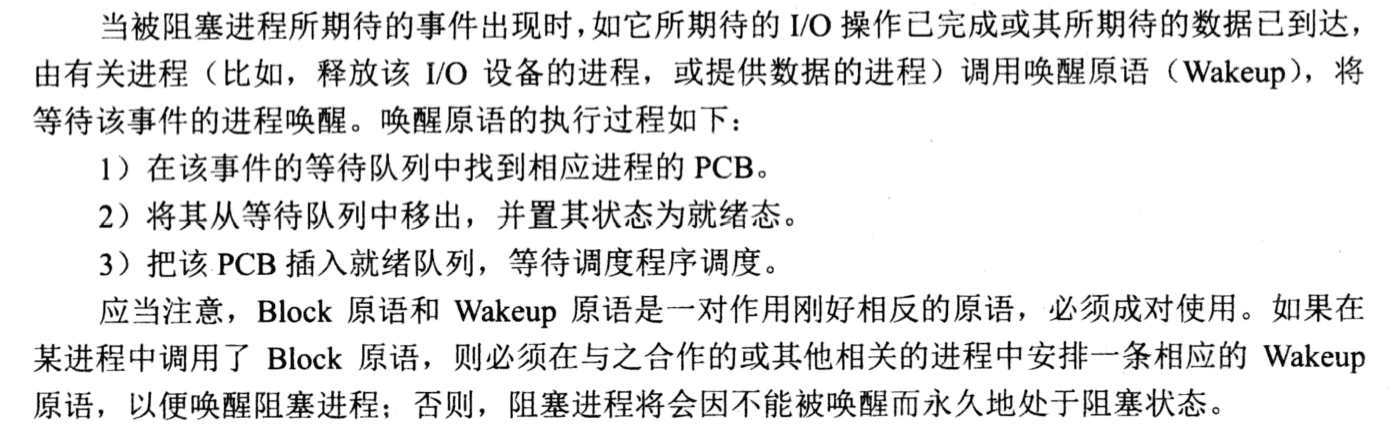 当被阻塞进程所期待的事件出现时,如它所期待的 I/O 操作已完成或其所期待的数据已到达,
由有关进程（比如，释放该 I/O 设备的进程，或提供数据的进程）调用唤醒原语（Wakeup），将
等待该事件的进程唤醒。唤醒原语的执行过程如下：
1）在该事件的等待队列中找到相应进程的 PCB。
2）将其从等待队列中移出，并置其状态为就绪态。
3）把该 PCB 插入就绪队列，等待调度程序调度。
应当注意，Block 原语和 Wakeup 原语是一对作用刚好相反的原语，必须成对使用。如果在
某进程中调用了 Block 原语，则必须在与之合作的或其他相关的进程中安排一条相应的 Wakeup
原语，以便唤醒阻塞进程；否则，阻塞进程将会因不能被唤醒而永久地处于阻塞状态。